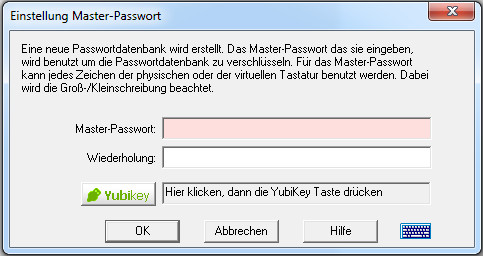 Einstellung Master-Passwort
Eine neue Passwortdatenbank wird erstellt. Das Master-Passwort das sie eingeben,
wird benutzt um die Passwortdatenbank zu verschlüsseln. Für das Master-Passwort
kann jedes Zeichen der physischen oder der virtuellen Tastatur benutzt werden. Dabei
wird die Groß-/Kleinschreibung beachtet.
Master-Passwort:
Wiederholung:
Yubikey Hier klicken, dann die YubiKey Taste drücken
OK Abbrechen Hilfe